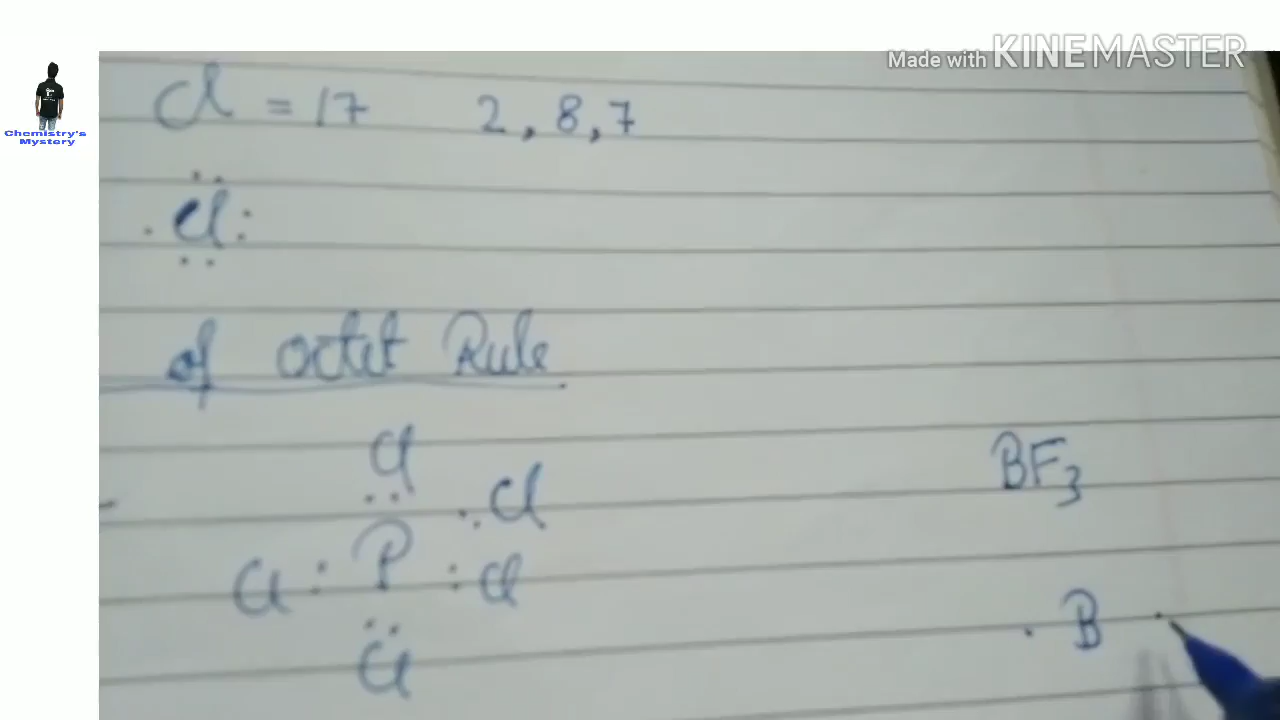 Made with KINEMASTER
Chemistry's
Mystery
Cl = 17 2, 8, 7
Cl
of Octet Rule
Cl
Cl
P
Cl
Cl
Cl
BF3
B